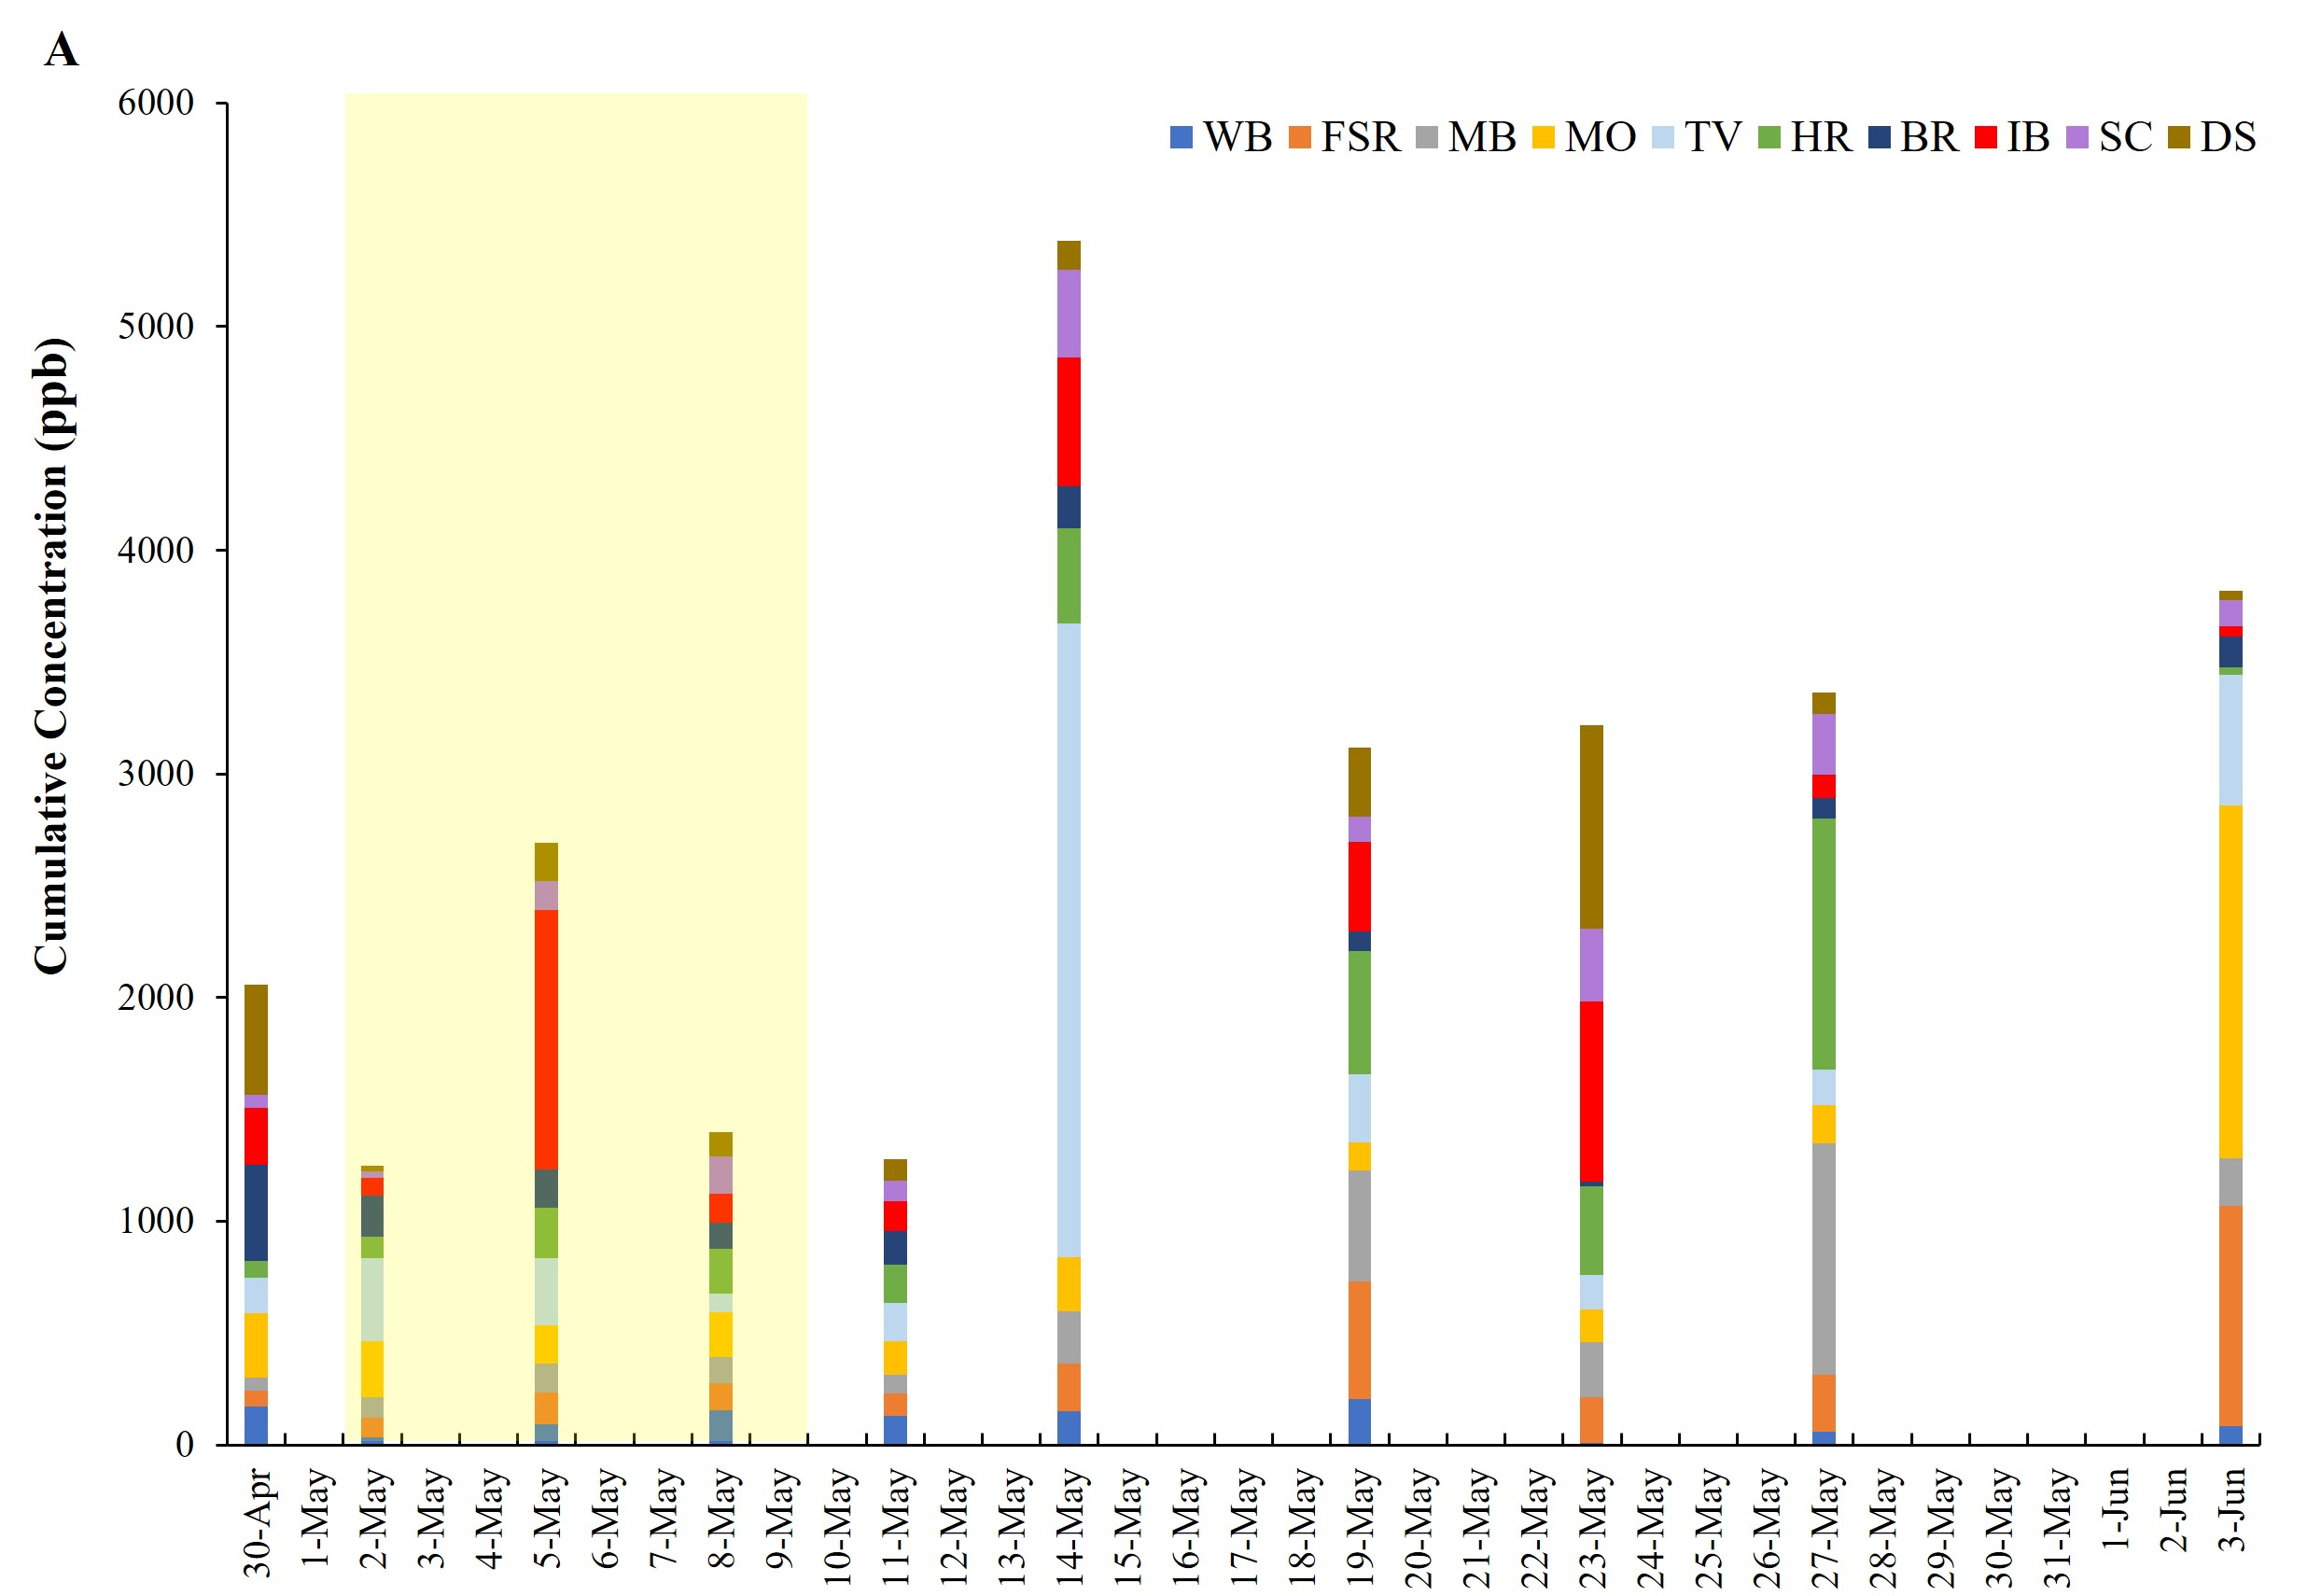 A
Cumulative Concentration (ppb)
6000
5000
4000
3000
2000
1000
0
WB FSR MB MO TV HR BR IB SC DS
30-Apr 1-May 2-May 3-May 4-May 5-May 6-May 7-May 8-May 9-May 10-May 11-May 12-May 13-May 14-May 15-May 16-May 17-May 18-May 19-May 20-May 21-May 22-May 23-May 24-May 25-May 26-May 27-May 28-May 29-May 30-May 31-May 1-Jun 2-Jun 3-Jun